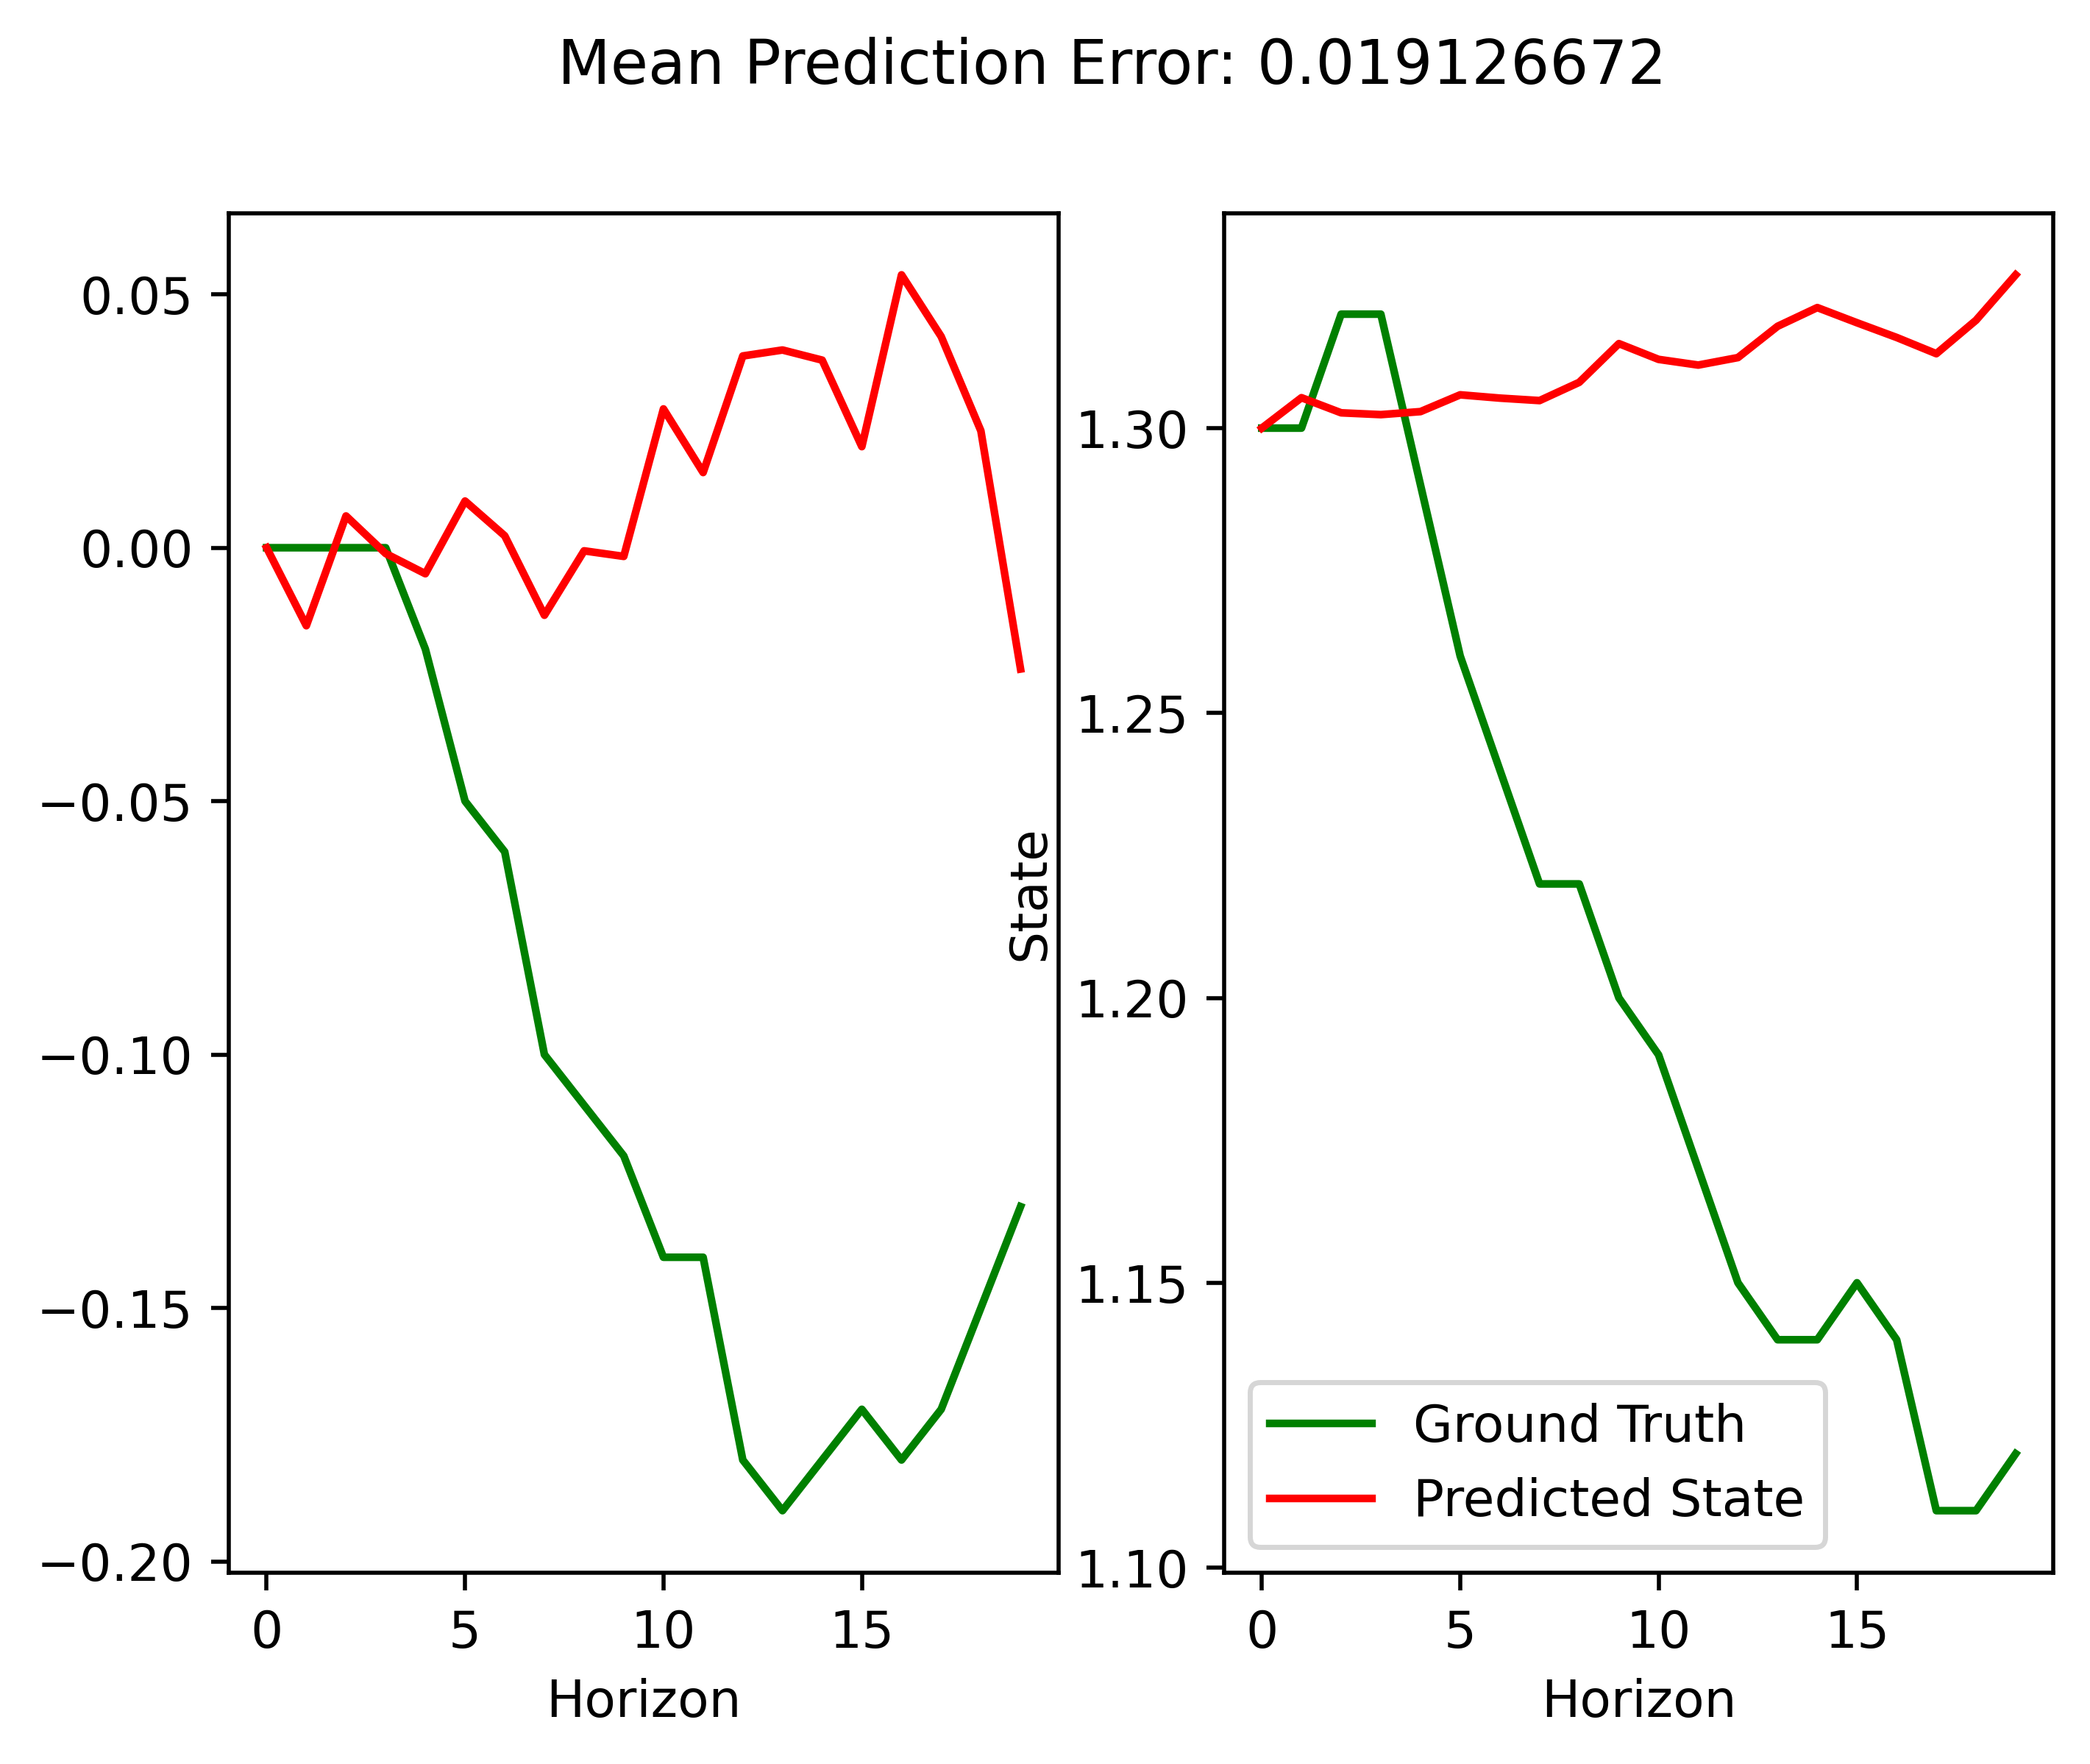 Mean Prediction Error: 0.019126672
0.05
0.00
−0.05
−0.10
−0.15
−0.20
0 5 10 15
Horizon
State
1.30
1.25
1.20
1.15
1.10
Ground Truth
Predicted State
0 5 10 15
Horizon